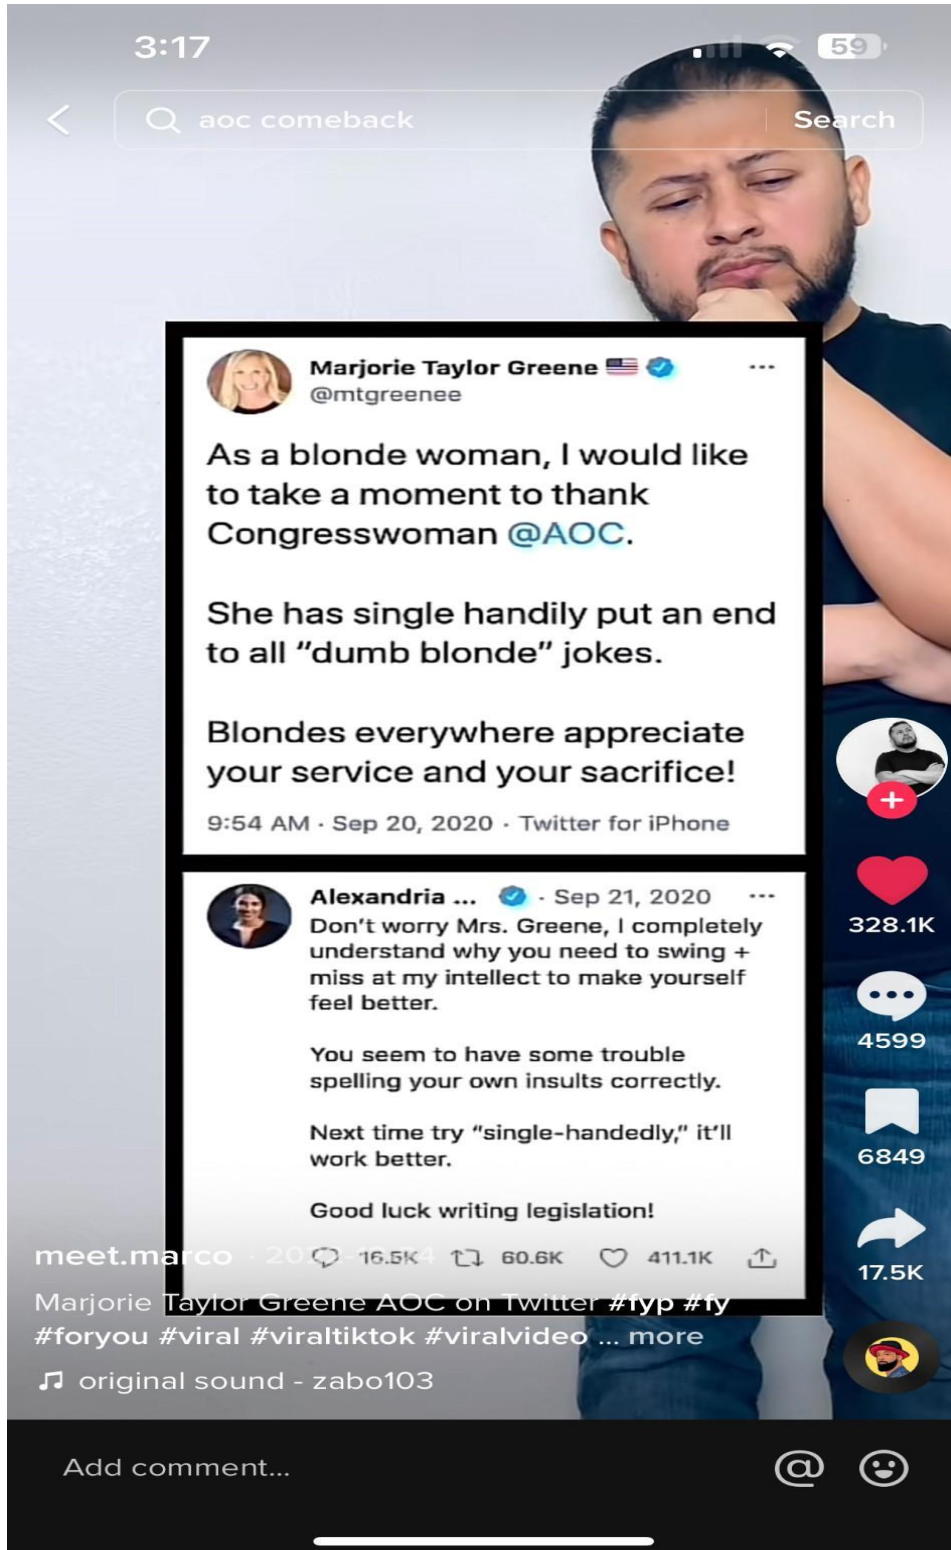 3:17
59
aoc comeback
Search
Marjorie Taylor Greene
@mtgreenee
As a blonde woman, I would like
to take a moment to thank
Congresswoman @AOC.
She has single handily put an end
to all "dumb blonde" jokes.
Blondes everywhere appreciate
your service and your sacrifice!
9:54 AM · Sep 20, 2020 · Twitter for iPhone
Alexandria ... · Sep 21, 2020
Don't worry Mrs. Greene, I completely
understand why you need to swing +
miss at my intellect to make yourself
feel better.
You seem to have some trouble
spelling your own insults correctly.
Next time try "single-handedly," it'll
work better.
Good luck writing legislation!
16.5K 60.6K 411.1K
328.1K
4599
6849
17.5K
meet.marco
Marjorie Taylor Greene AOC on Twitter #fyp #fy
#foryou #viral #viraltiktok #viralvideo ... more
original sound - zabo103
Add comment...